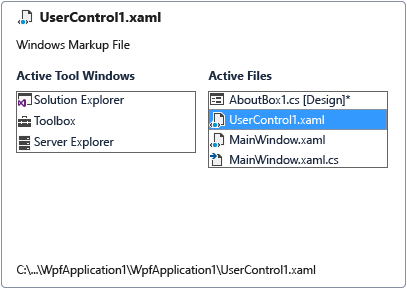 UserControl1.xaml
Windows Markup File
Active Tool Windows
Solution Explorer
Toolbox
Server Explorer
Active Files
AboutBox1.cs [Design]*
UserControl1.xaml
MainWindow.xaml
MainWindow.xaml.cs
C:\...\WpfApplication1\WpfApplication1\UserControl1.xaml